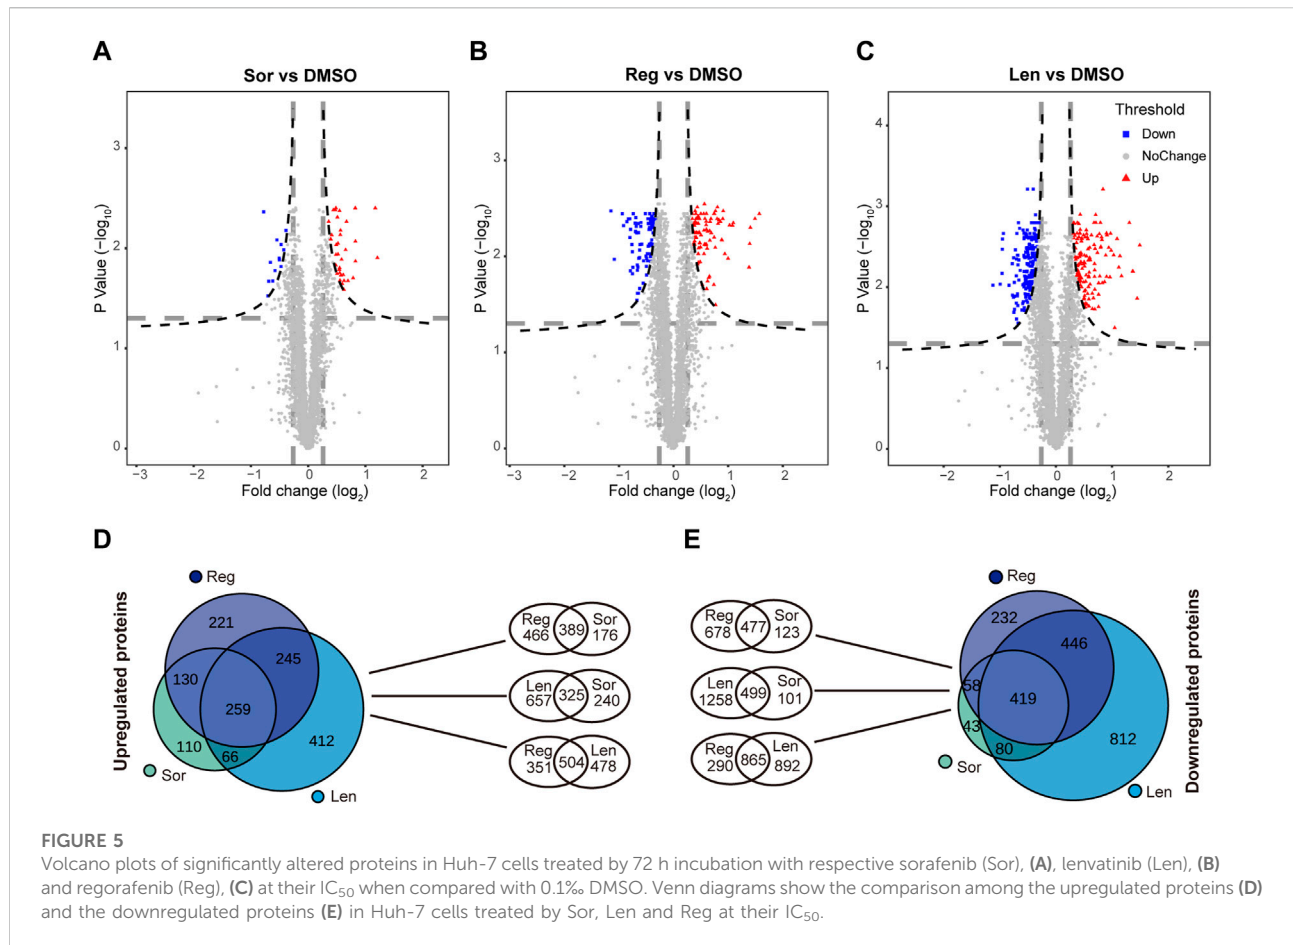 A
Sor vs DMSO
P Value (−log10)
3
2
1
0
−3
−2
−1
0
1
2
Fold change (log2)
B
Reg vs DMSO
P Value (−log10)
3
2
1
0
−3
−2
−1
0
1
2
Fold change (log2)
C
Len vs DMSO
P Value (−log10)
4
3
2
1
0
−2
−1
0
1
2
Fold change (log2)
Threshold
Down
NoChange
Up
D
Upregulated proteins
Reg
221
130
245
259
110
66
412
Sor
Len
Reg
466
389
Sor
176
Len
657
325
Sor
240
Reg
351
504
Len
478
E
Reg
678
477
Sor
123
Len
1258
499
Sor
101
Reg
290
865
Len
892
Reg
232
446
58
419
43
80
812
Sor
Len
Downregulated proteins
FIGURE 5
Volcano plots of significantly altered proteins in Huh-7 cells treated by 72 h incubation with respective sorafenib (Sor), (A), lenvatinib (Len), (B)
and regorafenib (Reg), (C) at their IC50 when compared with 0.1‰ DMSO. Venn diagrams show the comparison among the upregulated proteins (D)
and the downregulated proteins (E) in Huh-7 cells treated by Sor, Len and Reg at their IC50.